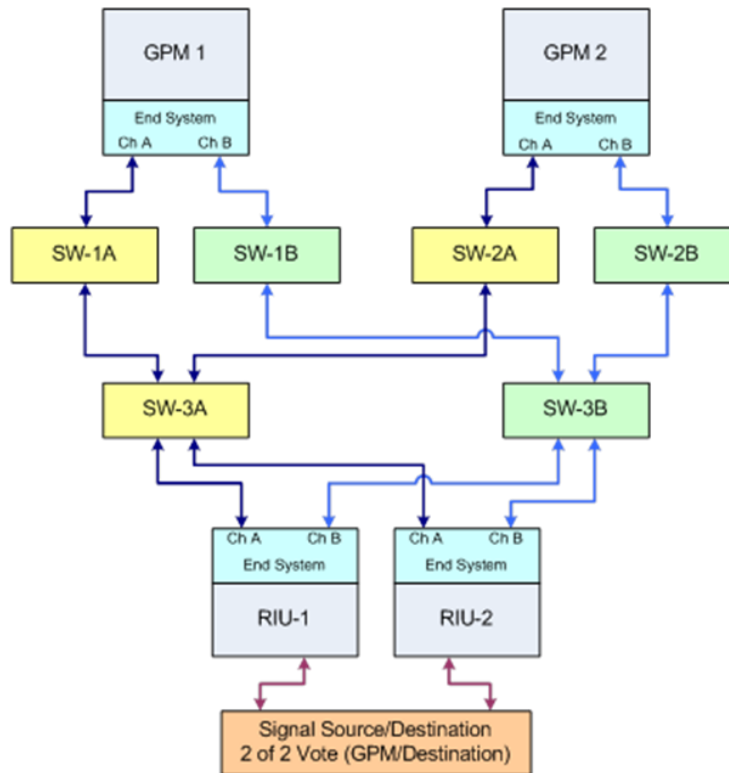 GPM 1
GPM 2
End System
Ch A
Ch B
End System
Ch A
Ch B
SW-1A
SW-1B
SW-2A
SW-2B
SW-3A
SW-3B
Ch A
Ch B
End System
RIU-1
Ch A
Ch B
End System
RIU-2
Signal Source/Destination
2 of 2 Vote (GPM/Destination)